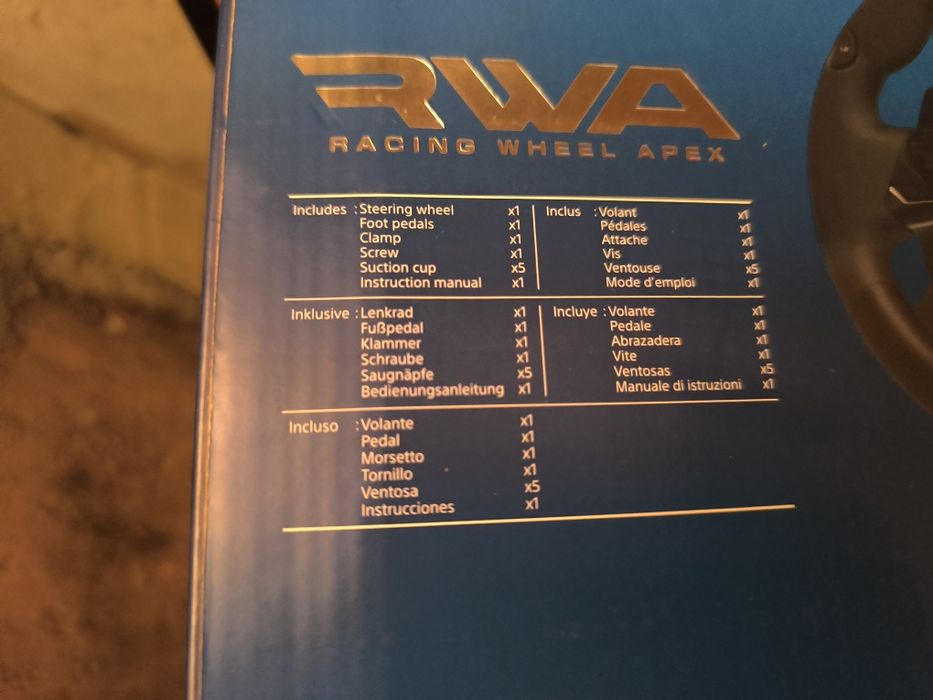 RWA
RACING WHEEL APEX
Includes : Steering wheel x1
Foot pedals x1
Clamp x1
Screw x1
Suction cup x5
Instruction manual x1
Inclus : Volant x1
Pédales x1
Attache x1
Vis x1
Ventouse x5
Mode d'emploi x1
Inklusive : Lenkrad x1
Fußpedal x1
Klammer x1
Schraube x1
Saugnäpfe x5
Bedienungsanleitung x1
Incluye : Volante x1
Pedale x1
Abrazadera x1
Vite x1
Ventosas x5
Manuale di istruzioni x1
Incluso : Volante x1
Pedal x1
Morsetto x1
Tornillo x1
Ventosa x5
Instrucciones x1